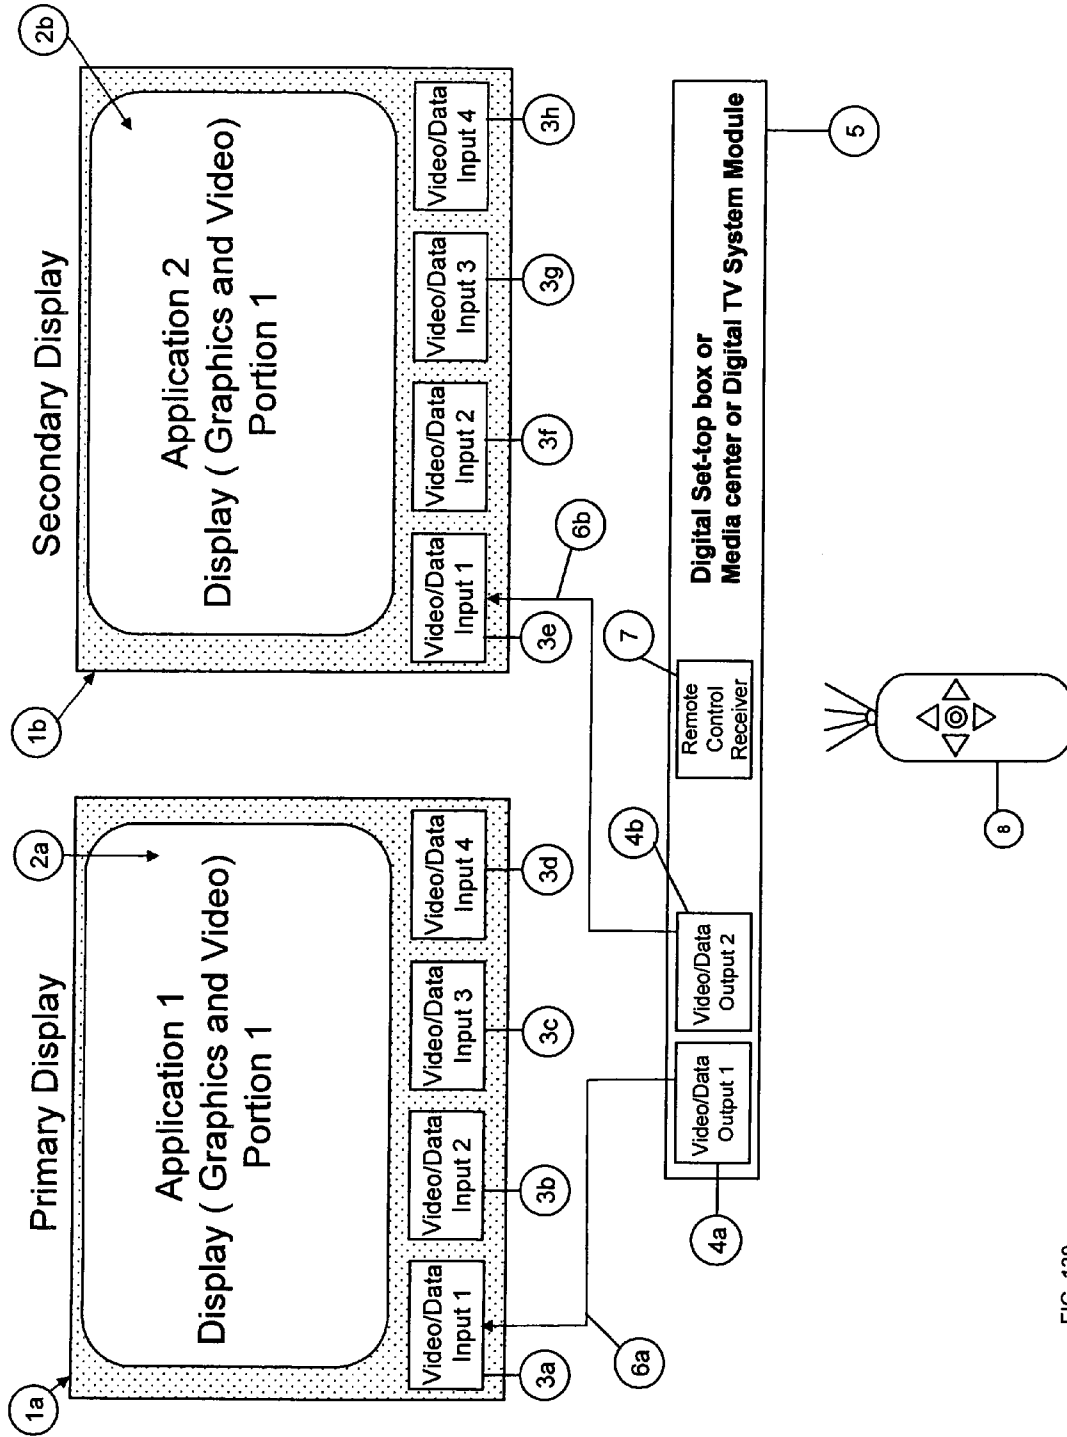 Primary Display
1a
2a
Application 1
Display ( Graphics and Video)
Portion 1
Video/Data
Input 1
Video/Data
Input 2
Video/Data
Input 3
Video/Data
Input 4
3a
3b
3c
3d
Secondary Display
1b
2b
Application 2
Display ( Graphics and Video)
Portion 1
Video/Data
Input 1
Video/Data
Input 2
Video/Data
Input 3
Video/Data
Input 4
3e
3f
3g
3h
6a
6b
4a
4b
7
Video/Data
Output 1
Video/Data
Output 2
Remote
Control
Receiver
Digital Set-top box or
Media center or Digital TV System Module
5
8
FIG.